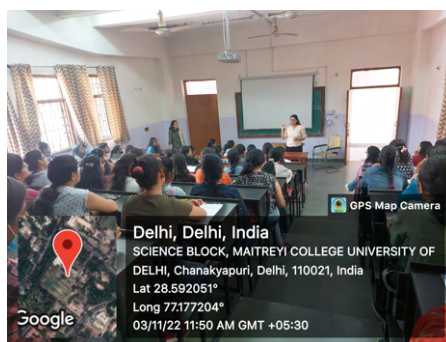 GPS Map Camera
Delhi, Delhi, India
SCIENCE BLOCK, MAITREYI COLLEGE UNIVERSITY OF
DELHI, Chanakyapuri, Delhi, 110021, India
Lat 28.592051°
Long 77.177204°
03/11/22 11:50 AM GMT +05:30
Google